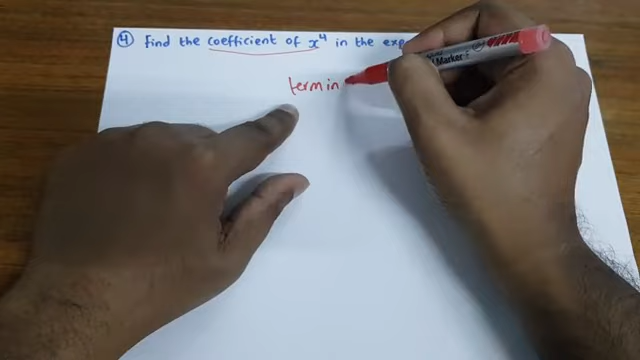 ④ Find the coefficient of x⁴ in the exp
term in
Marker